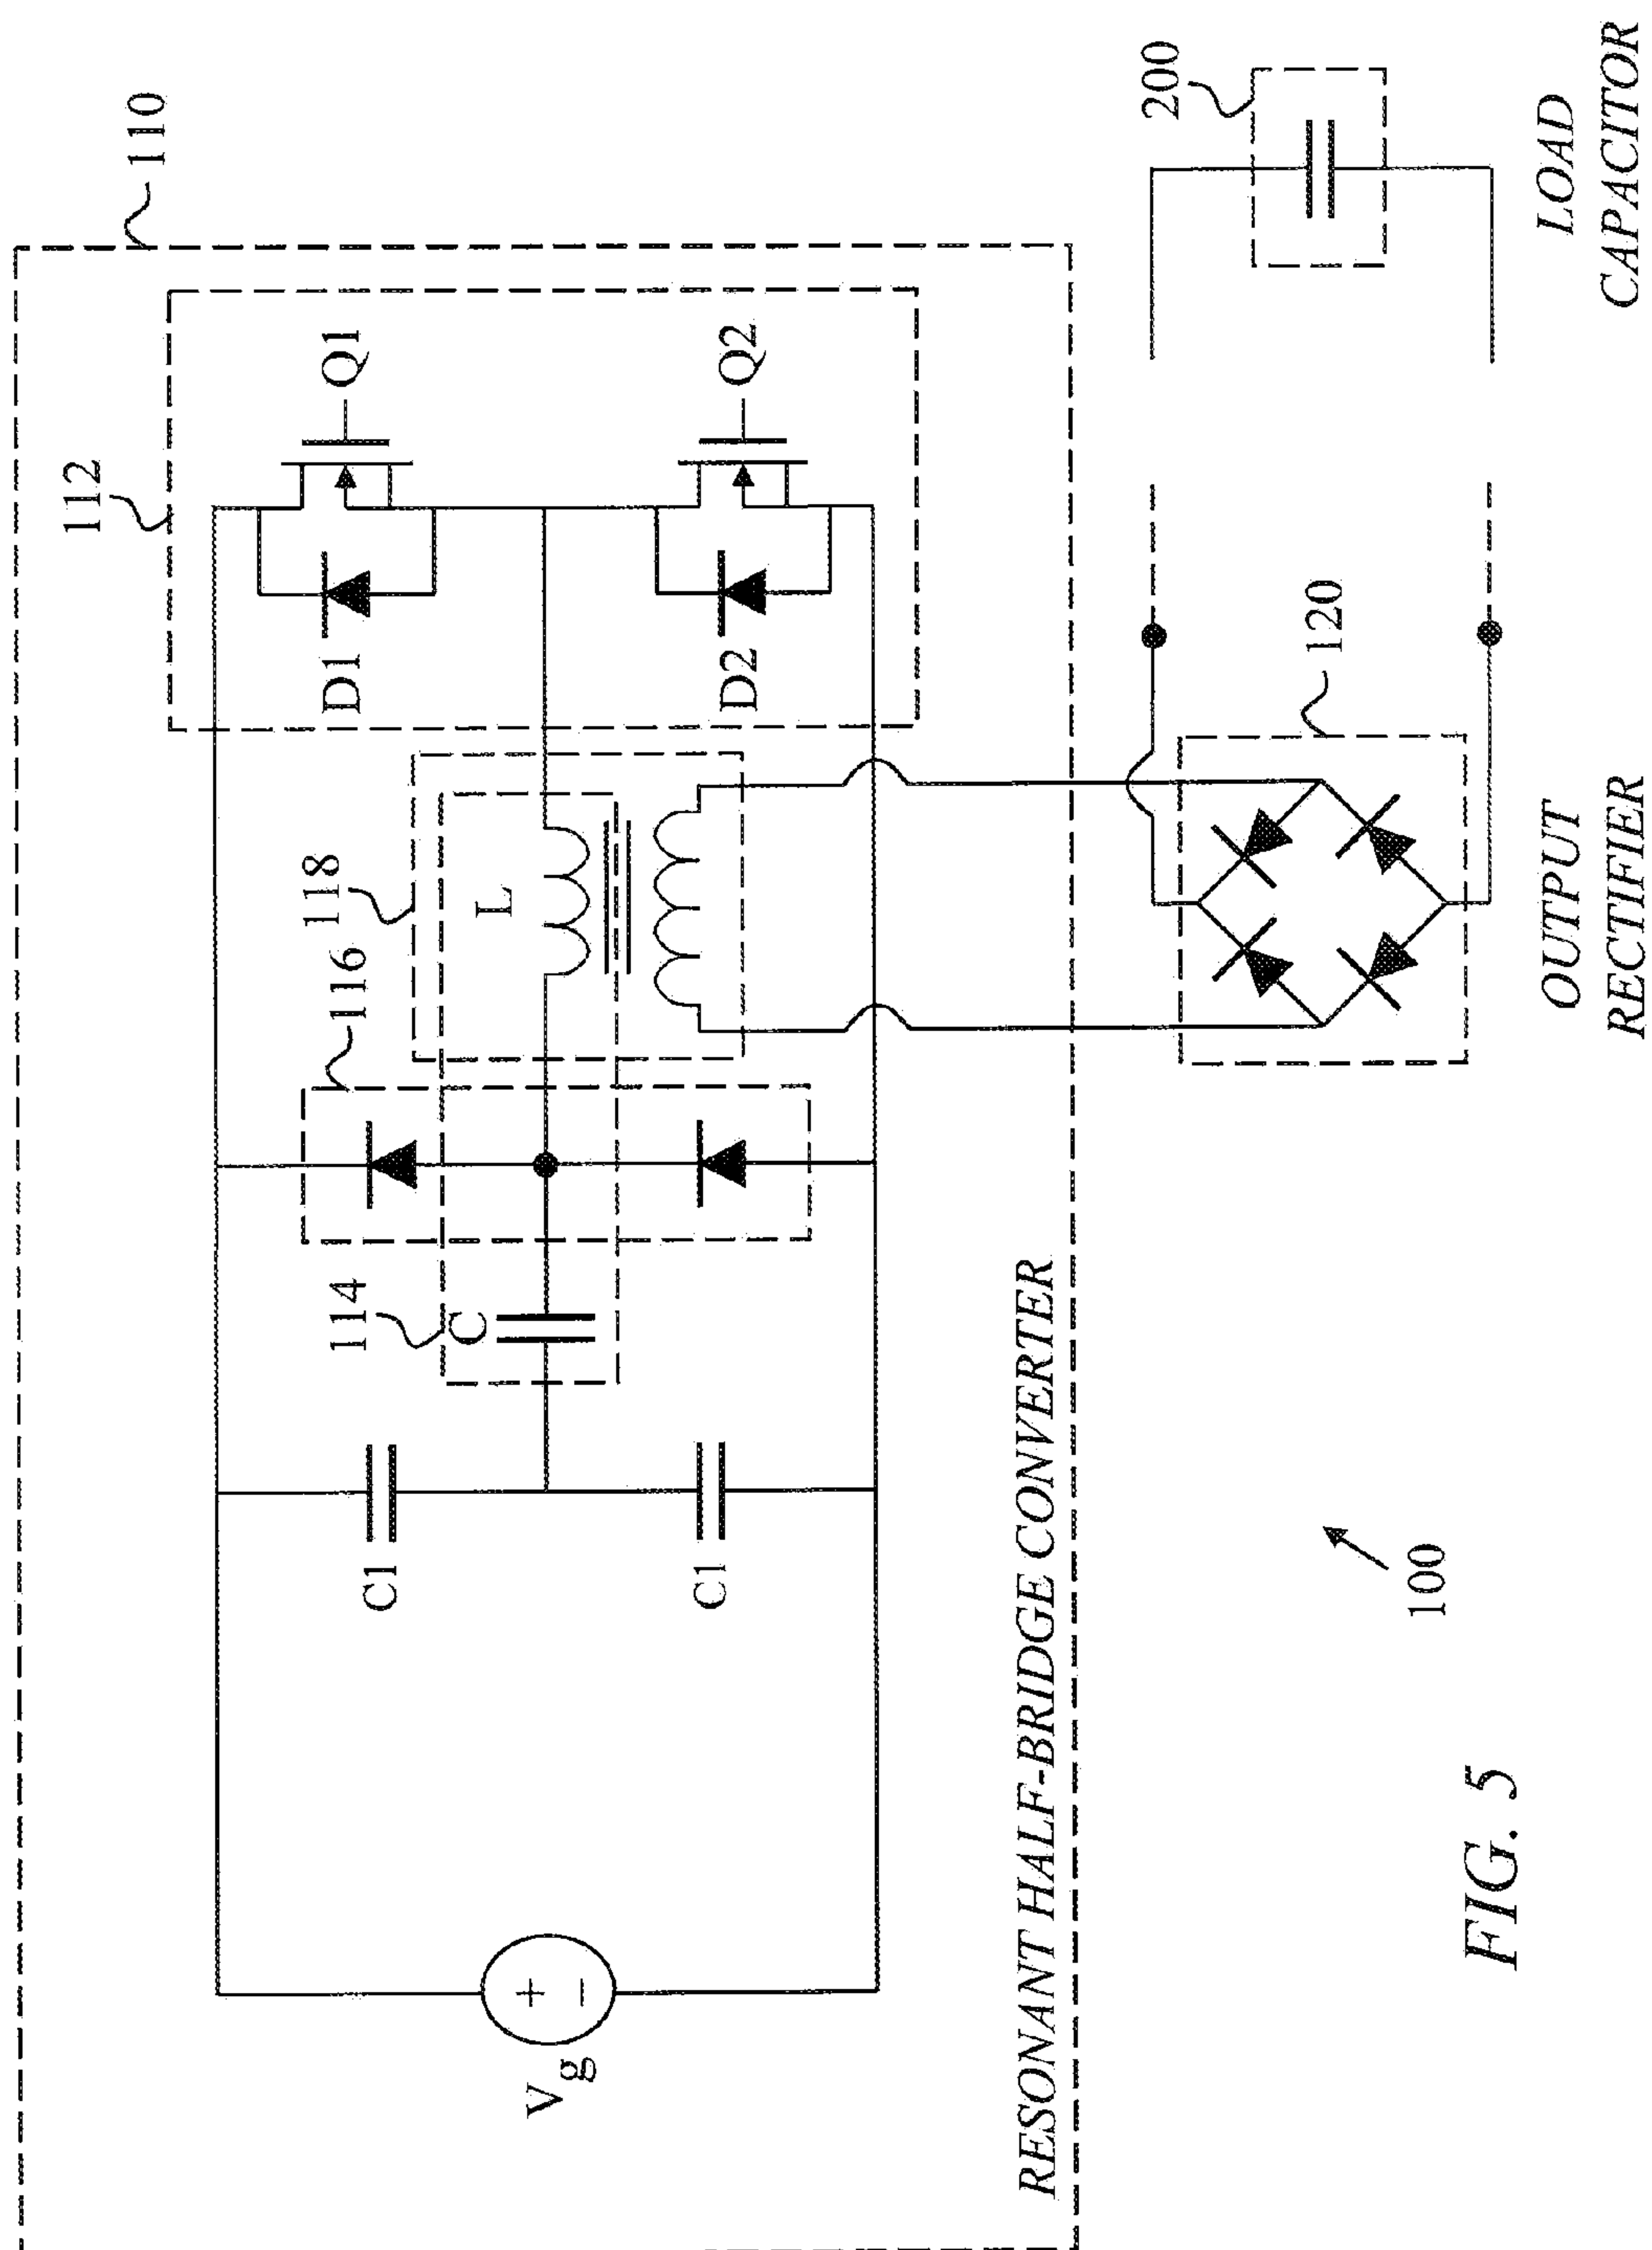 110
112
Q1
Q2
D1
D2
118
L
116
114
C
C1
C1
V
g
RESONANT HALF-BRIDGE CONVERTER
120
200
OUTPUT
RECTIFIER
LOAD
CAPACITOR
100
FIG. 5